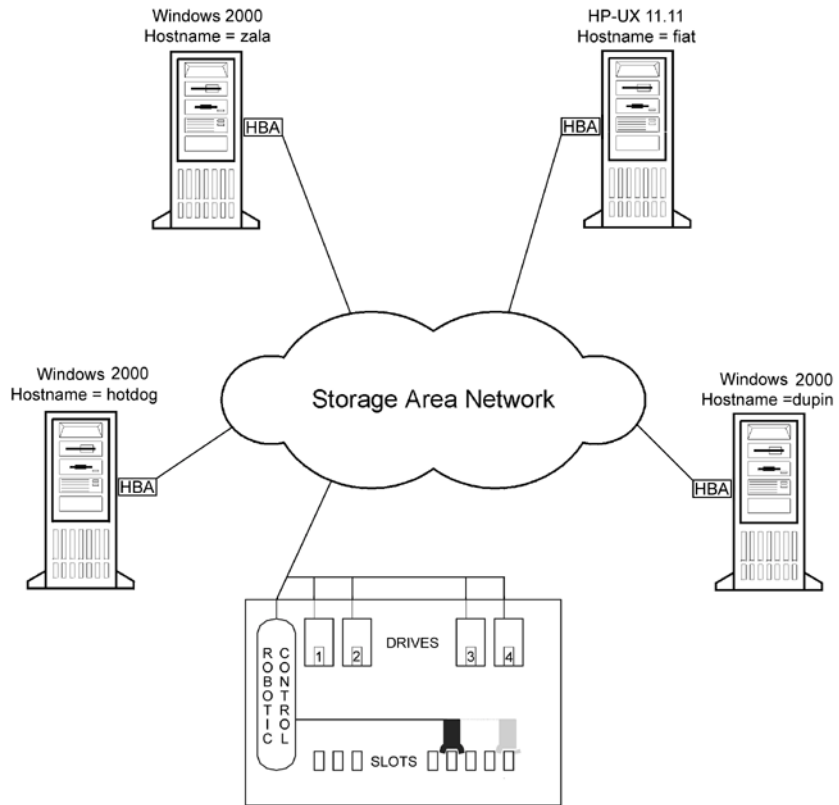 Windows 2000
Hostname = zala
HP-UX 11.11
Hostname = fiat
HBA
HBA
Storage Area Network
Windows 2000
Hostname = hotdog
Windows 2000
Hostname =dupin
HBA
HBA
ROBOTIC
CONTROL
1
2
DRIVES
3
4
SLOTS